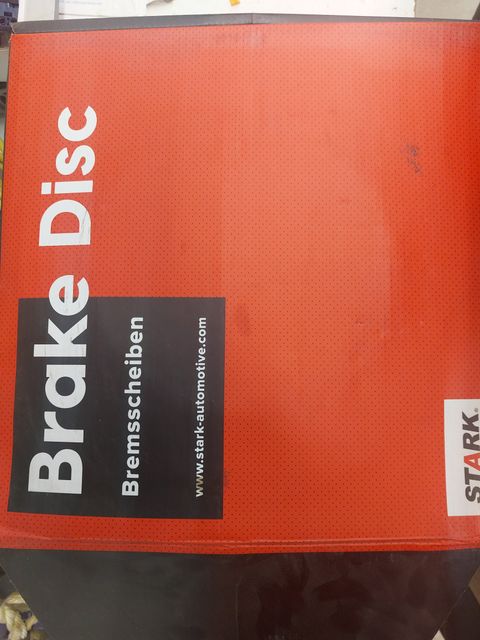 Brake Disc
Bremsscheiben
www.stark-automotive.com
STARK®